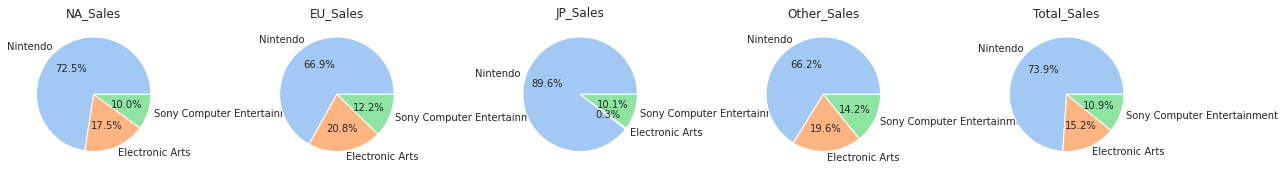 NA_Sales
Nintendo
72.5%
10.0%
Sony Computer Entertainm
17.5%
Electronic Arts
EU_Sales
Nintendo
66.9%
12.2%
Sony Computer Entertainm
20.8%
Electronic Arts
JP_Sales
Nintendo
89.6%
10.1%
Sony Computer Entertainm
0.3%
Electronic Arts
Other_Sales
Nintendo
66.2%
14.2%
Sony Computer Entertainm
19.6%
Electronic Arts
Total_Sales
Nintendo
73.9%
10.9%
Sony Computer Entertainment
15.2%
Electronic Arts